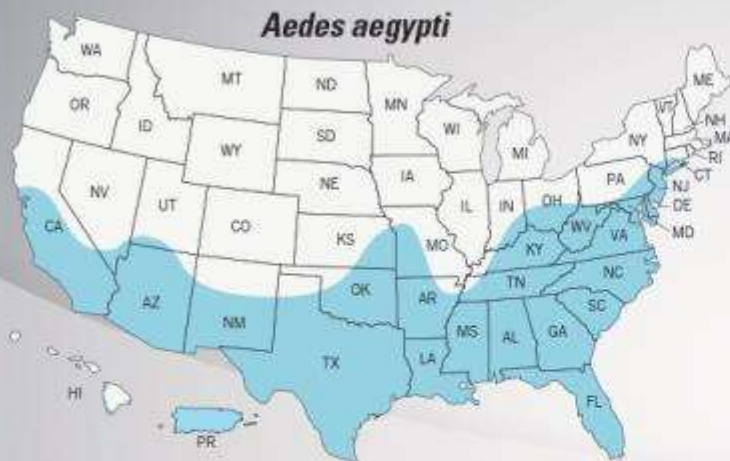 Aedes aegypti
WA
MT
ND
MN
ME
VT
NH
MA
OR
ID
SD
WI
NY
RI
WY
MI
CT
IA
PA
NJ
NE
NV
UT
IL
IN
OH
DE
CO
MD
CA
KS
MO
WV
VA
KY
NC
TN
AZ
OK
AR
SC
NM
MS
AL
GA
TX
LA
HI
FL
PR